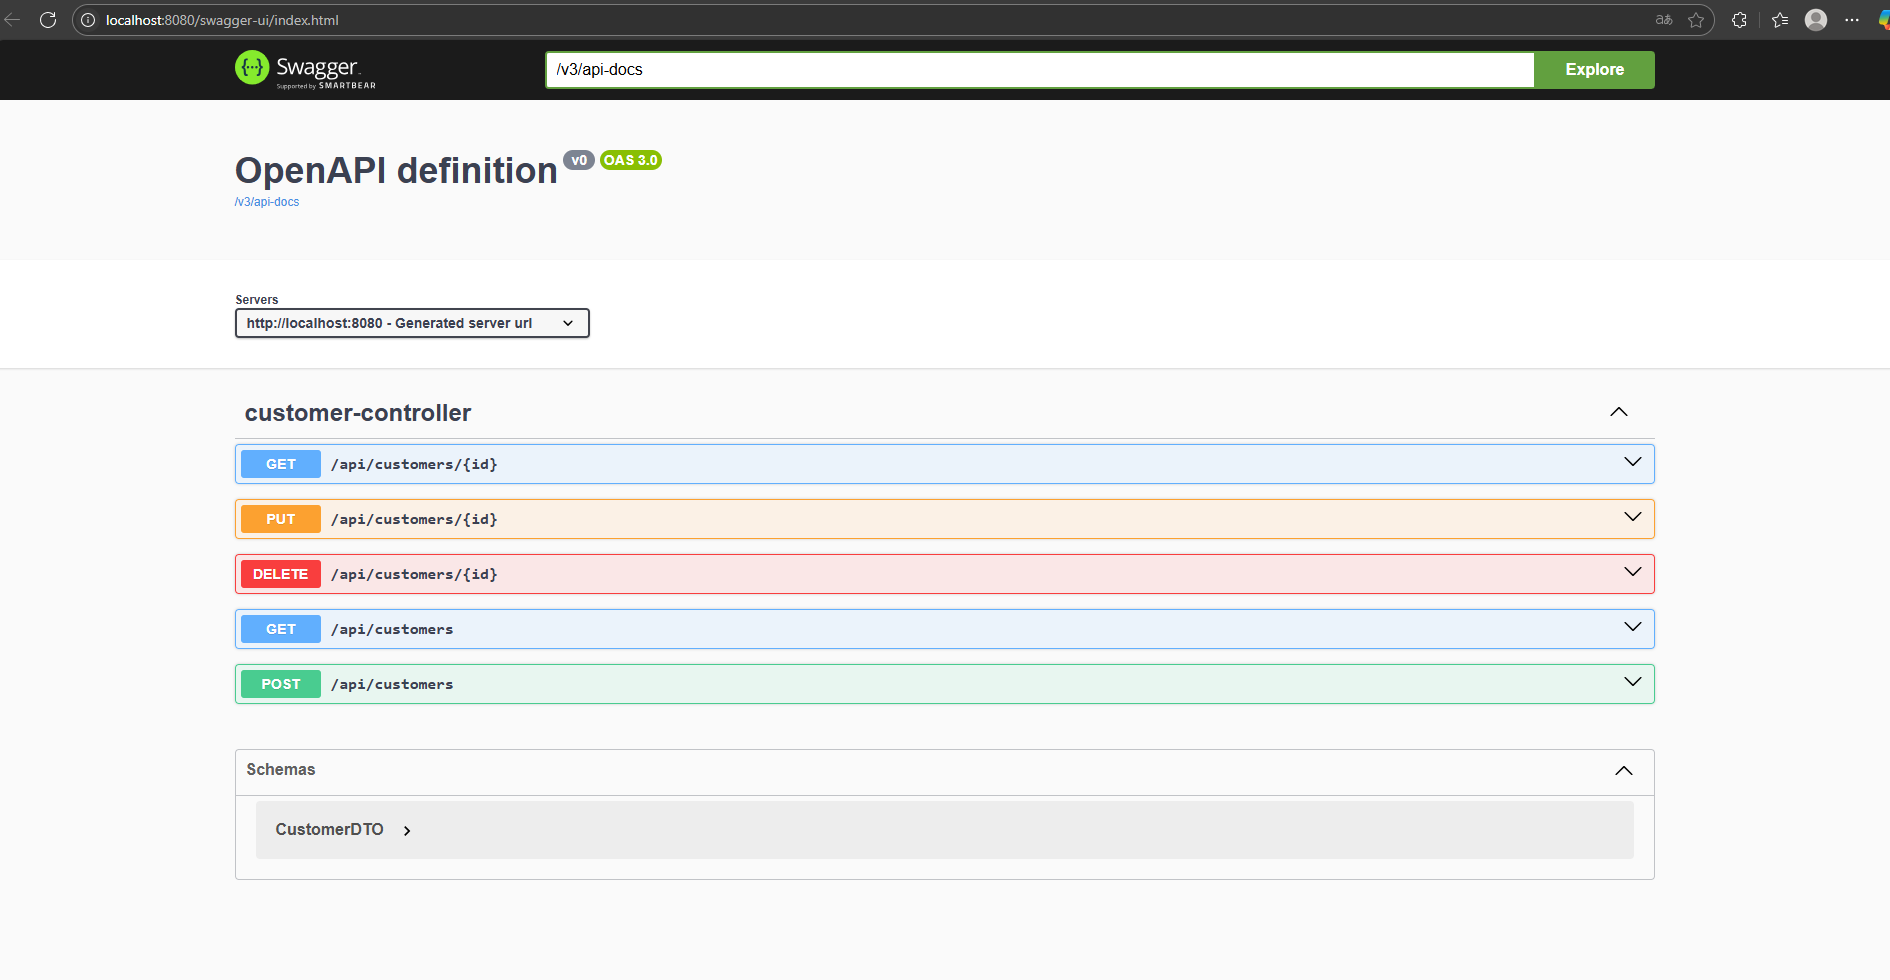 localhost:8080/swagger-ui/index.html
aあ
Swagger
Supported by SMARTBEAR
/v3/api-docs
Explore
OpenAPI definition v0 OAS 3.0
/v3/api-docs
Servers
http://localhost:8080 - Generated server url
customer-controller
GET /api/customers/{id}
PUT /api/customers/{id}
DELETE /api/customers/{id}
GET /api/customers
POST /api/customers
Schemas
CustomerDTO